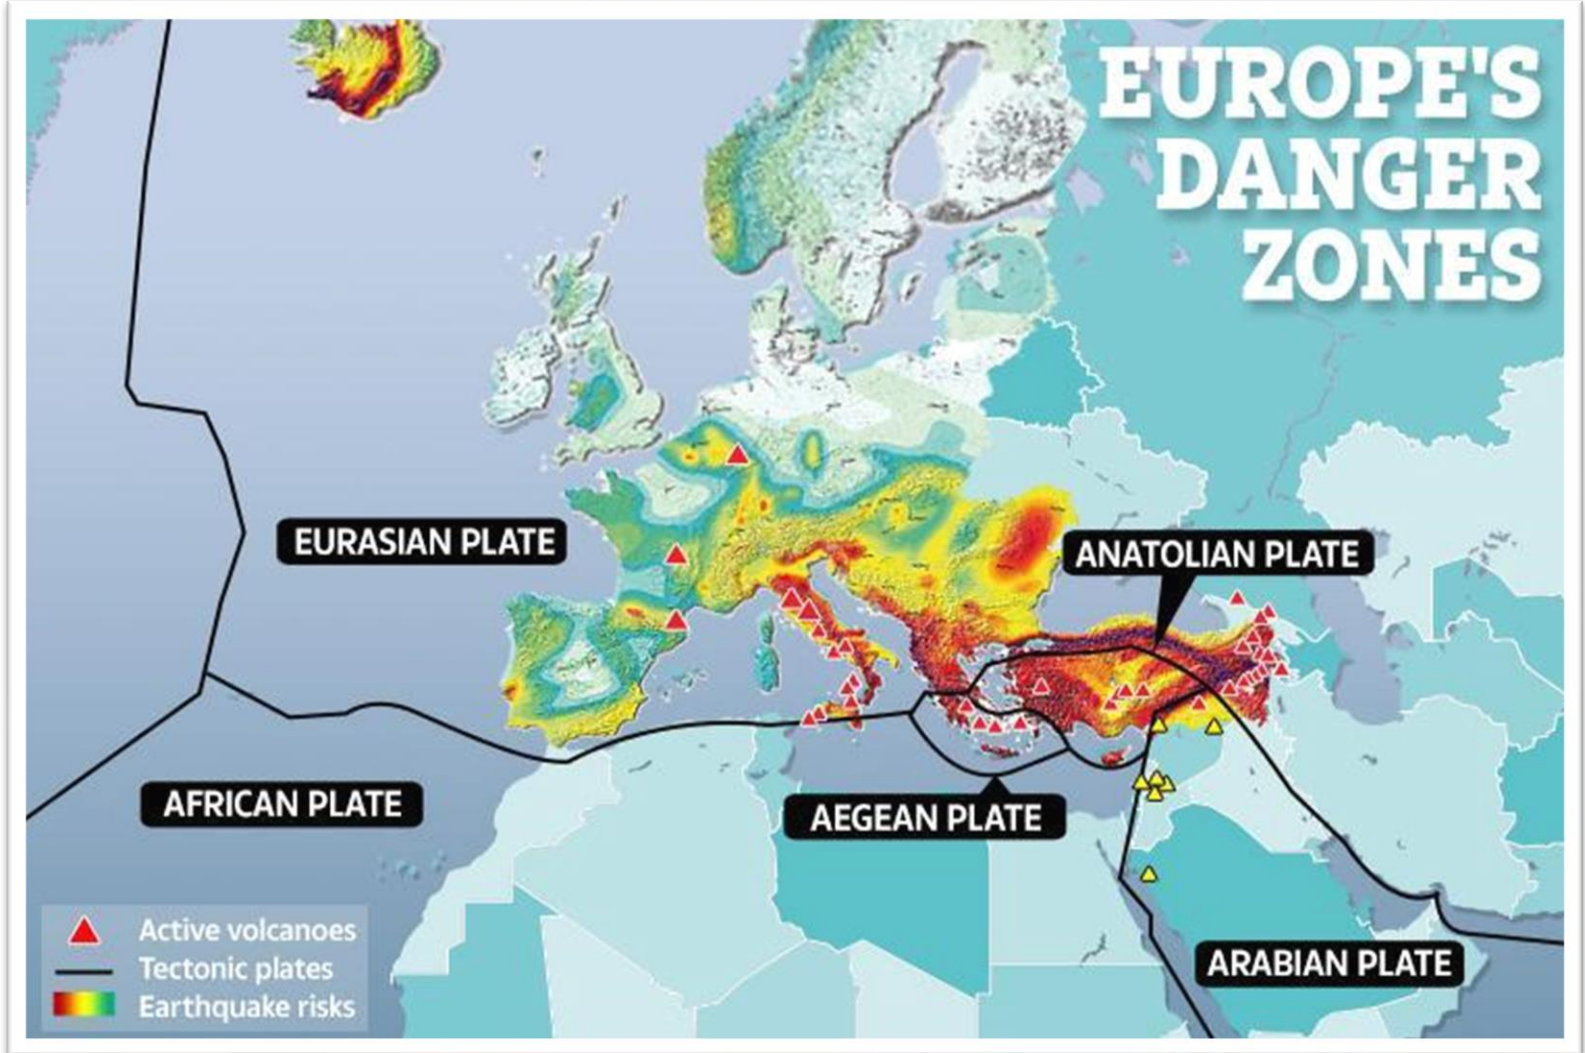 EUROPE'S
DANGER
ZONES
EURASIAN PLATE
ANATOLIAN PLATE
AFRICAN PLATE
AEGEAN PLATE
ARABIAN PLATE
Active volcanoes
Tectonic plates
Earthquake risks